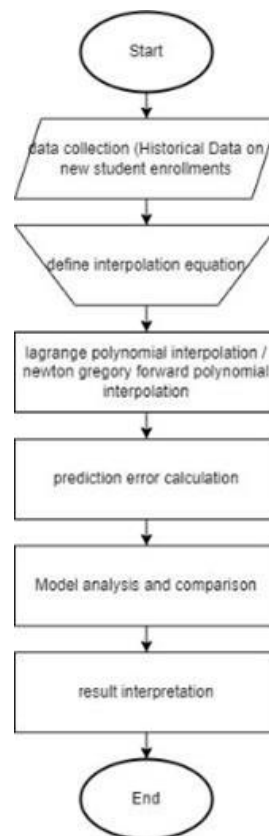 Start
data collection (Historical Data on
new student enrollments
define interpolation equation
lagrange polynomial interpolation /
newton gregory forward polynomial
interpolation
prediction error calculation
Model analysis and comparison
result interpretation
End